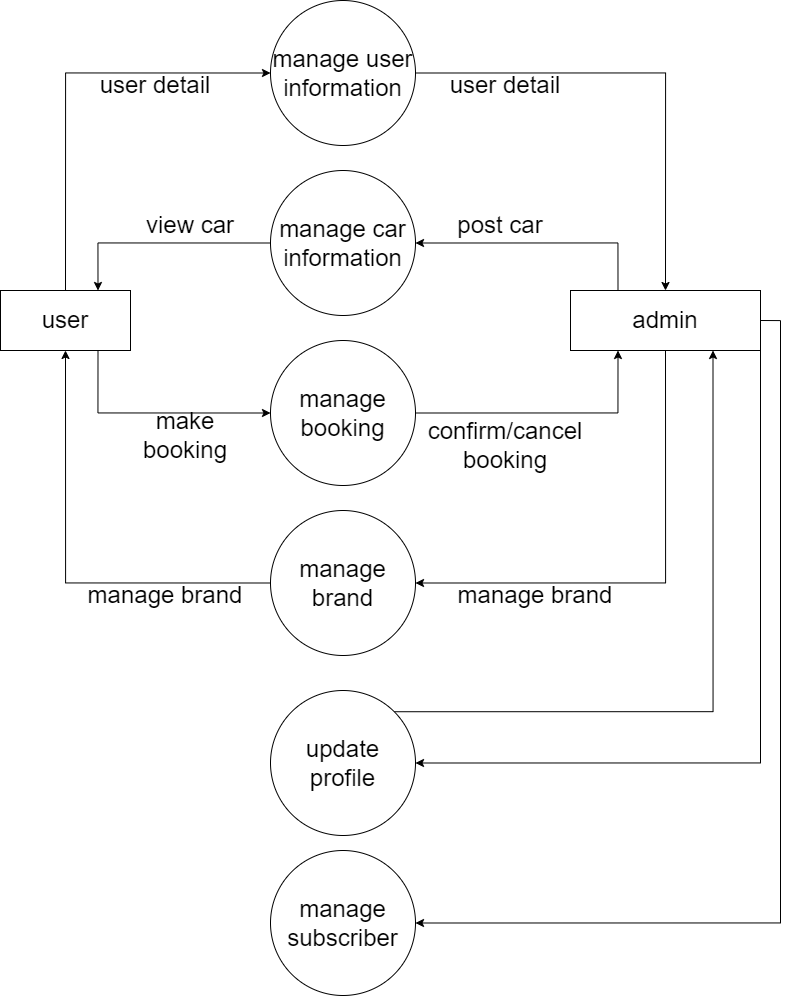 manage user
information
user detail
user detail
view car
manage car
information
post car
user
admin
make
booking
manage
booking
confirm/cancel
booking
manage
brand
manage brand
manage brand
update
profile
manage
subscriber